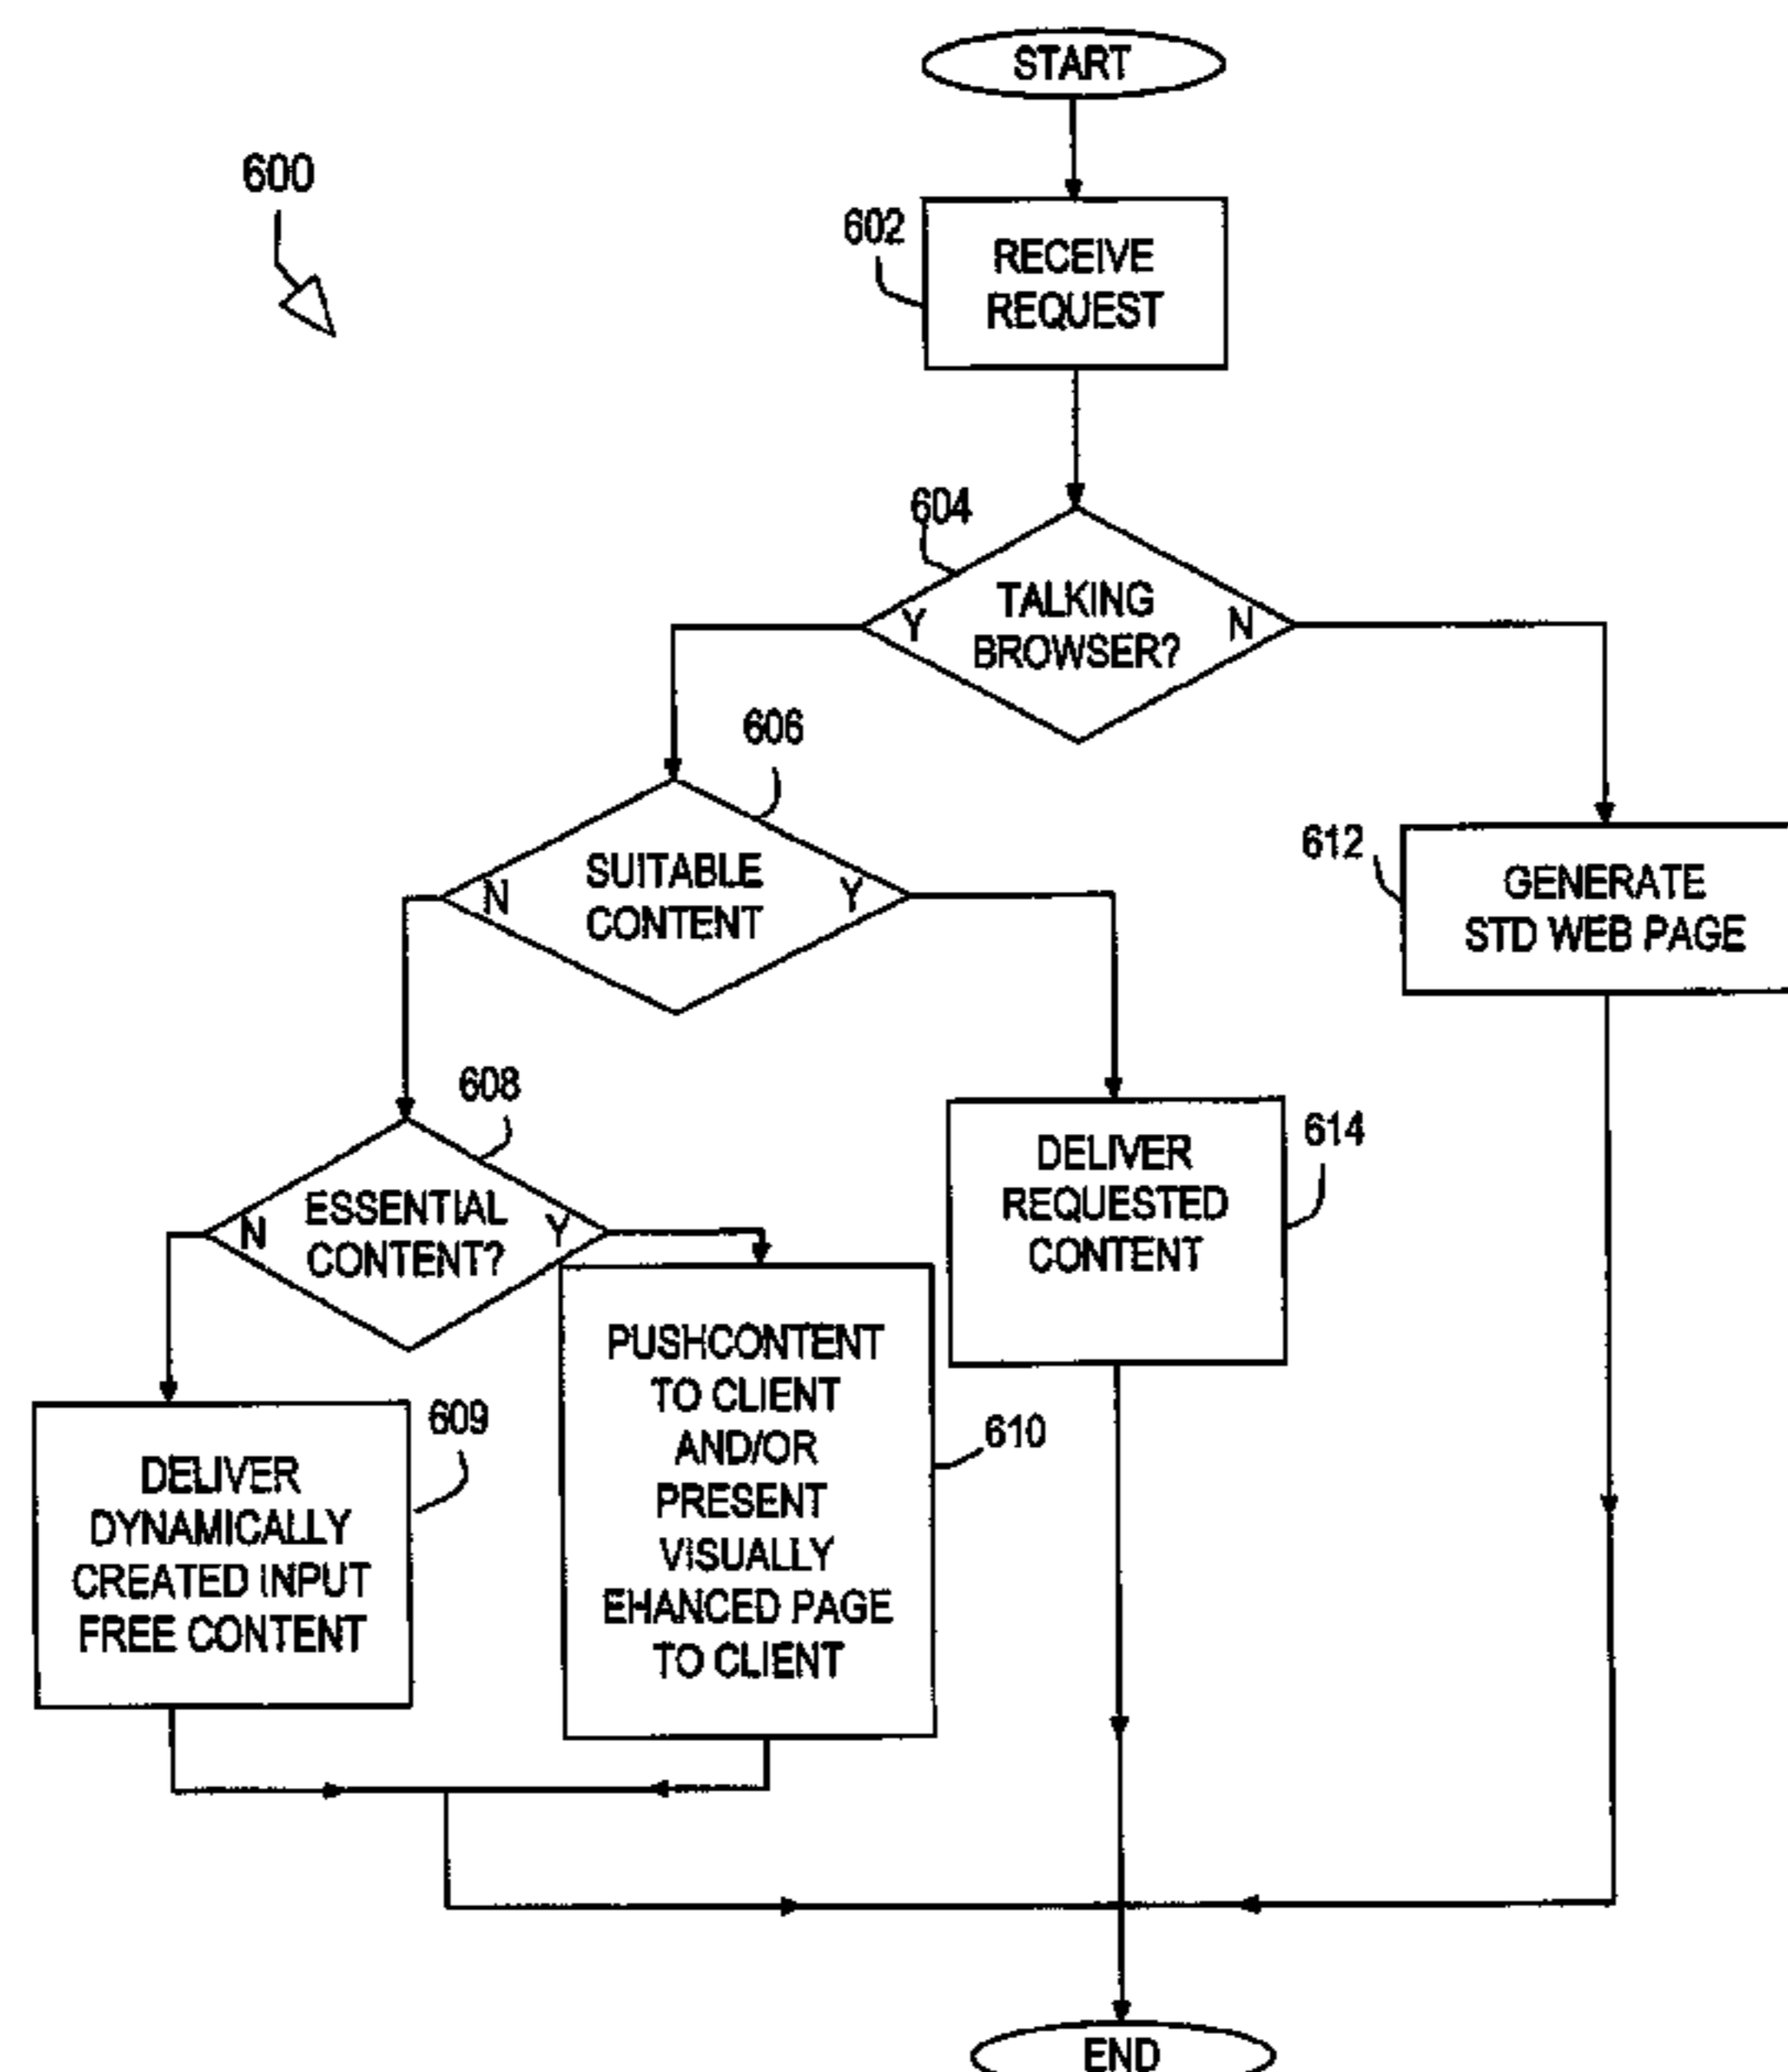 START
600
602
RECEIVE
REQUEST
604
Y
TALKING
BROWSER?
N
606
N
SUITABLE
CONTENT
Y
612
GENERATE
STD WEB PAGE
608
N
ESSENTIAL
CONTENT?
Y
614
DELIVER
REQUESTED
CONTENT
609
DELIVER
DYNAMICALLY
CREATED INPUT
FREE CONTENT
610
PUSHCONTENT
TO CLIENT
AND/OR
PRESENT
VISUALLY
EHANCED PAGE
TO CLIENT
END